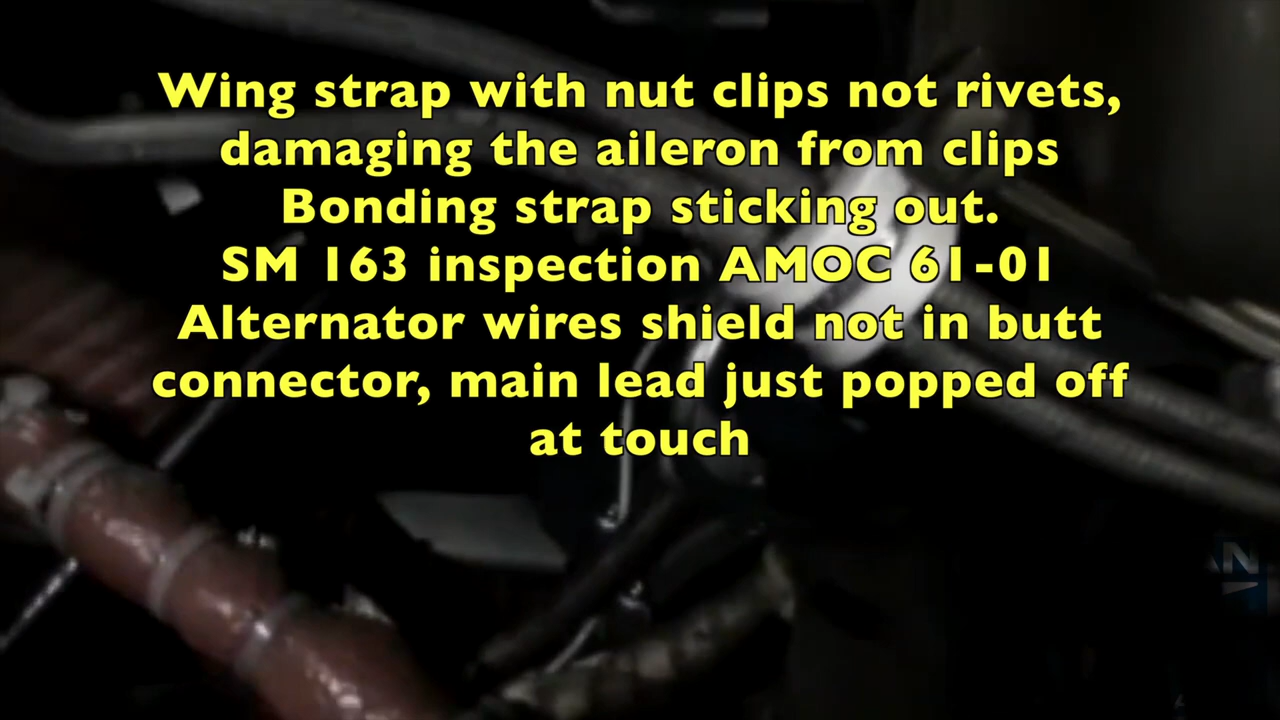 Wing strap with nut clips not rivets,
damaging the aileron from clips
Bonding strap sticking out.
SM 163 inspection AMOC 61-01
Alternator wires shield not in butt
connector, main lead just popped off
at touch